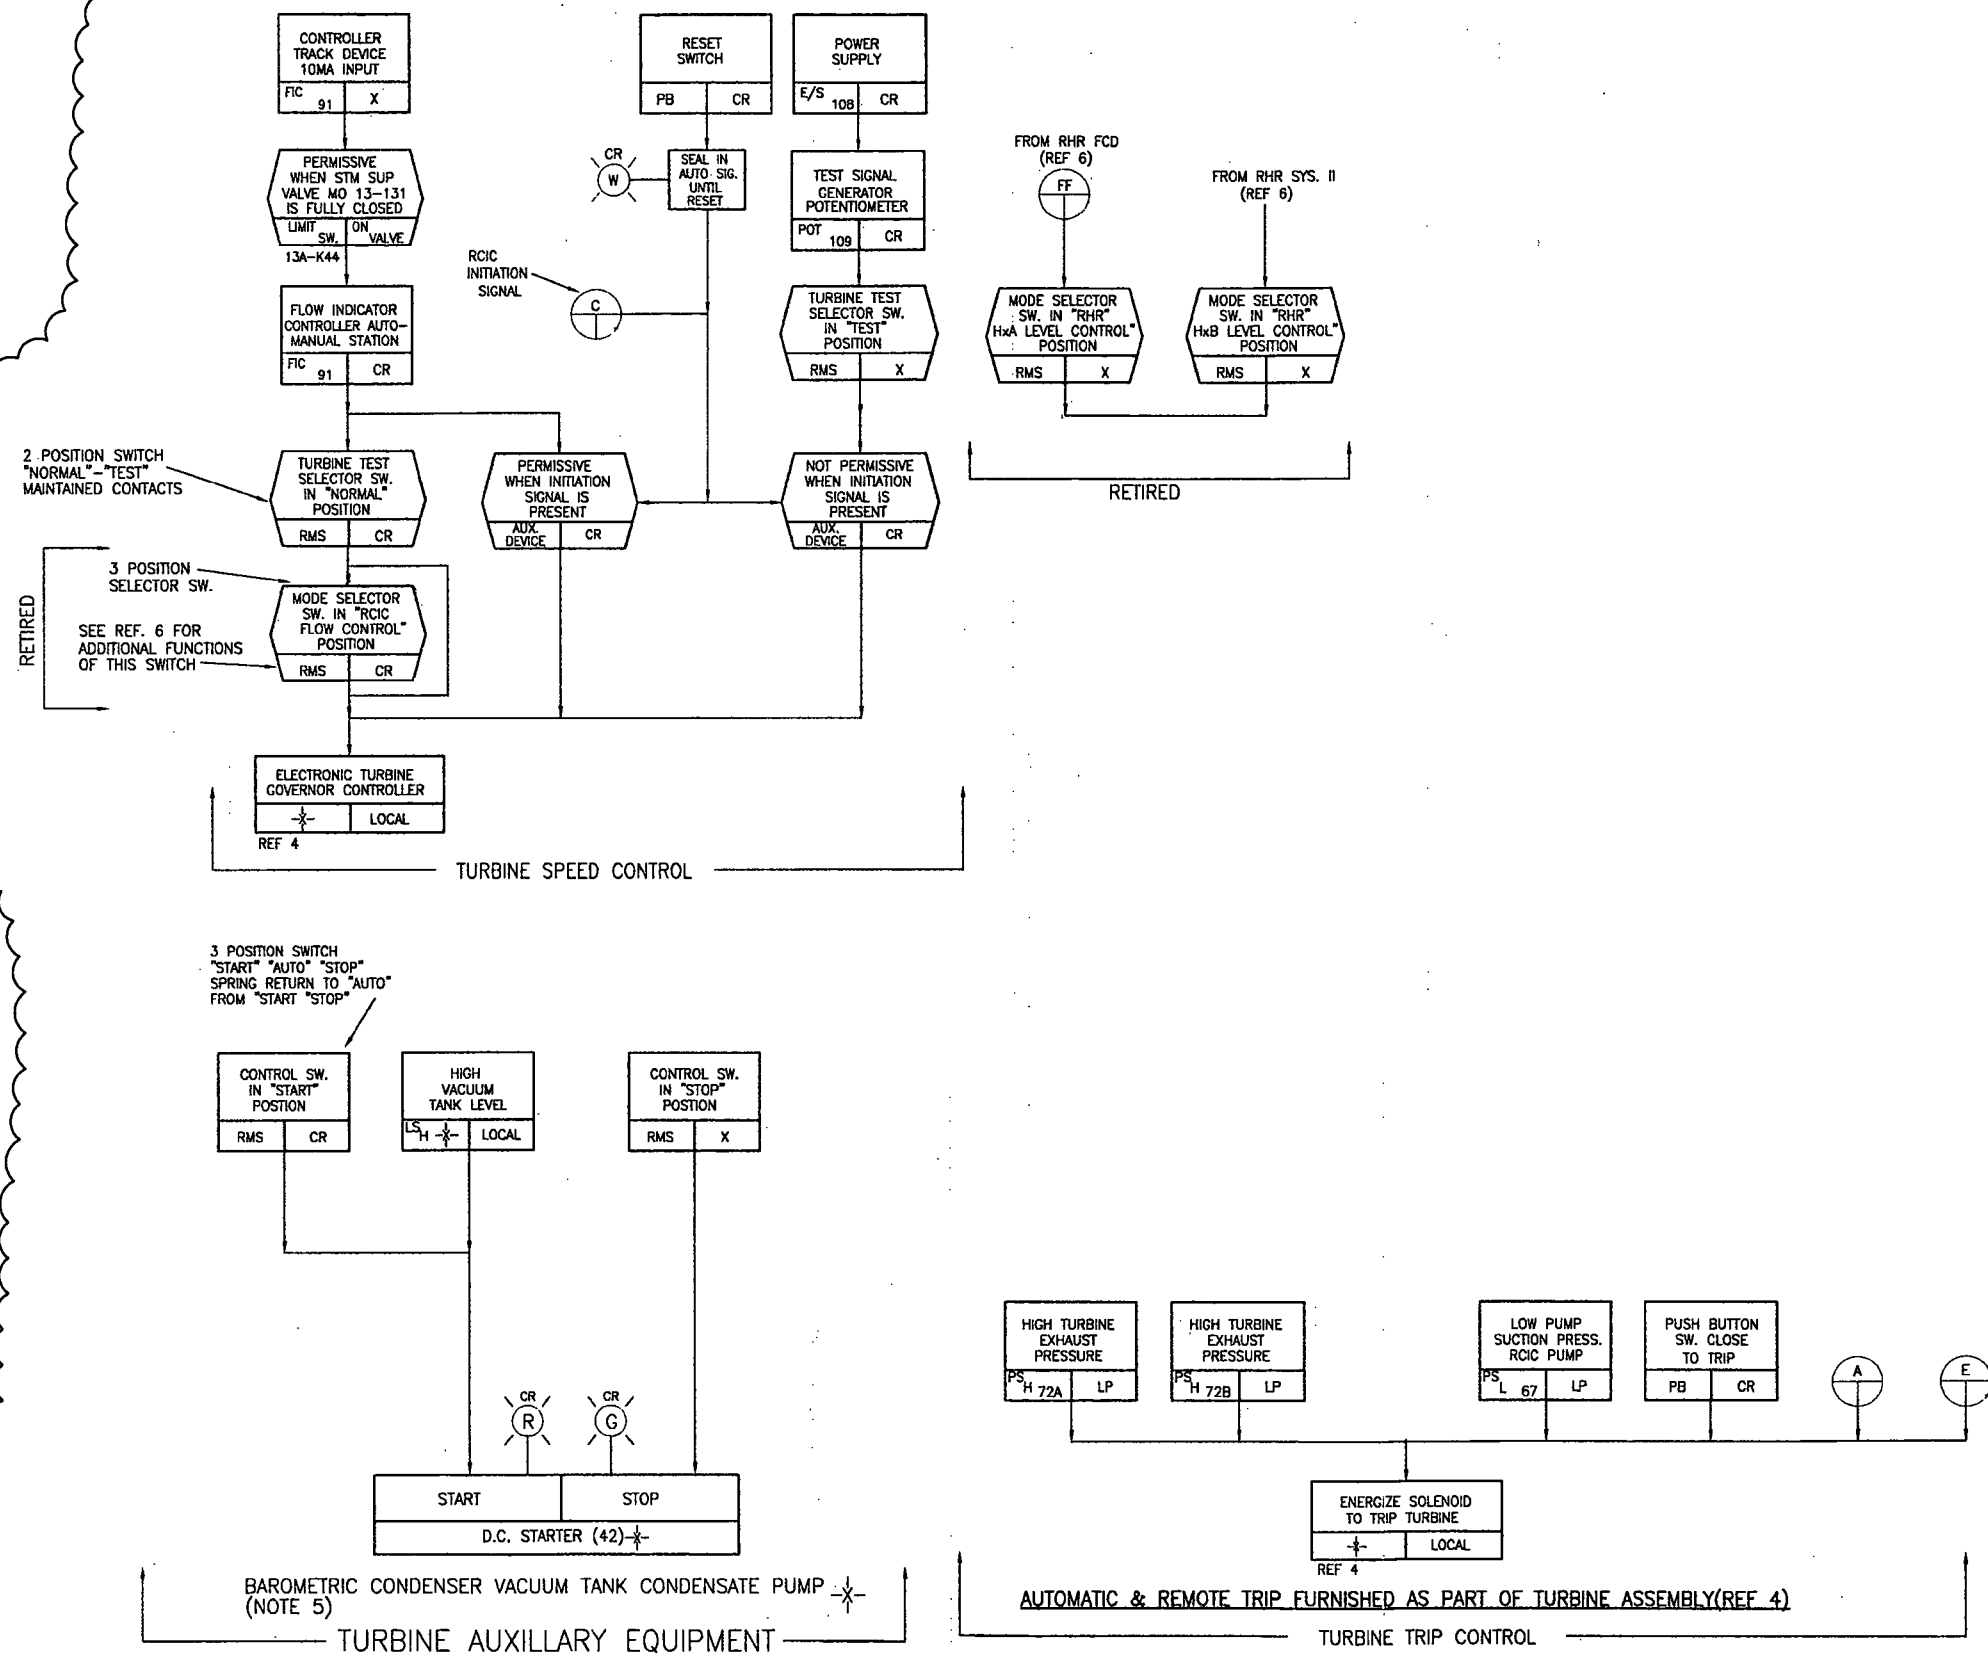 CONTROLLER
TRACK DEVICE
10MA INPUT
FIC
91
X
RESET
SWITCH
PB
CR
POWER
SUPPLY
E/S
108
CR
PERMISSIVE
WHEN STM SUP
VALVE MO 13-131
IS FULLY CLOSED
LIMIT
SW.
ON
VALVE
13A-K44
CR
W
SEAL IN
AUTO SIG.
UNTIL
RESET
TEST SIGNAL
GENERATOR
POTENTIOMETER
POT
109
CR
FROM RHR FCD
(REF 6)
FF
FROM RHR SYS. II
(REF 6)
RCIC
INITIATION
SIGNAL
C
FLOW INDICATOR
CONTROLLER AUTO-
MANUAL STATION
FIC
91
CR
TURBINE TEST
SELECTOR SW.
IN "TEST"
POSITION
RMS
X
MODE SELECTOR
SW. IN "RHR"
HxA LEVEL CONTROL"
POSITION
RMS
X
MODE SELECTOR
SW. IN "RHR"
HxB LEVEL CONTROL"
POSITION
RMS
X
RETIRED
2 POSITION SWITCH
"NORMAL"-"TEST"
MAINTAINED CONTACTS
TURBINE TEST
SELECTOR SW.
IN "NORMAL"
POSITION
RMS
CR
PERMISSIVE
WHEN INITIATION
SIGNAL IS
PRESENT
AUX.
DEVICE
CR
NOT PERMISSIVE
WHEN INITIATION
SIGNAL IS
PRESENT
AUX.
DEVICE
CR
RETIRED
3 POSITION
SELECTOR SW.
SEE REF. 6 FOR
ADDITIONAL FUNCTIONS
OF THIS SWITCH
MODE SELECTOR
SW. IN "RCIC
FLOW CONTROL"
POSITION
RMS
CR
ELECTRONIC TURBINE
GOVERNOR CONTROLLER
X
LOCAL
REF 4
TURBINE SPEED CONTROL
3 POSITION SWITCH
"START" "AUTO" "STOP"
SPRING RETURN TO "AUTO"
FROM "START "STOP"
CONTROL SW.
IN "START"
POSTION
RMS
CR
HIGH
VACUUM
TANK LEVEL
LS
H
X
LOCAL
CONTROL SW.
IN "STOP"
POSTION
RMS
X
CR
R
CR
G
START
STOP
D.C. STARTER (42) X
BAROMETRIC CONDENSER VACUUM TANK CONDENSATE PUMP X
(NOTE 5)
TURBINE AUXILLARY EQUIPMENT
HIGH TURBINE
EXHAUST
PRESSURE
PS
H 72A
LP
HIGH TURBINE
EXHAUST
PRESSURE
PS
H 72B
LP
LOW PUMP
SUCTION PRESS.
RCIC PUMP
PS
L 67
LP
PUSH BUTTON
SW. CLOSE
TO TRIP
PB
CR
A
E
ENERGIZE SOLENOID
TO TRIP TURBINE
X
LOCAL
REF 4
AUTOMATIC & REMOTE TRIP FURNISHED AS PART OF TURBINE ASSEMBLY(REF 4)
TURBINE TRIP CONTROL